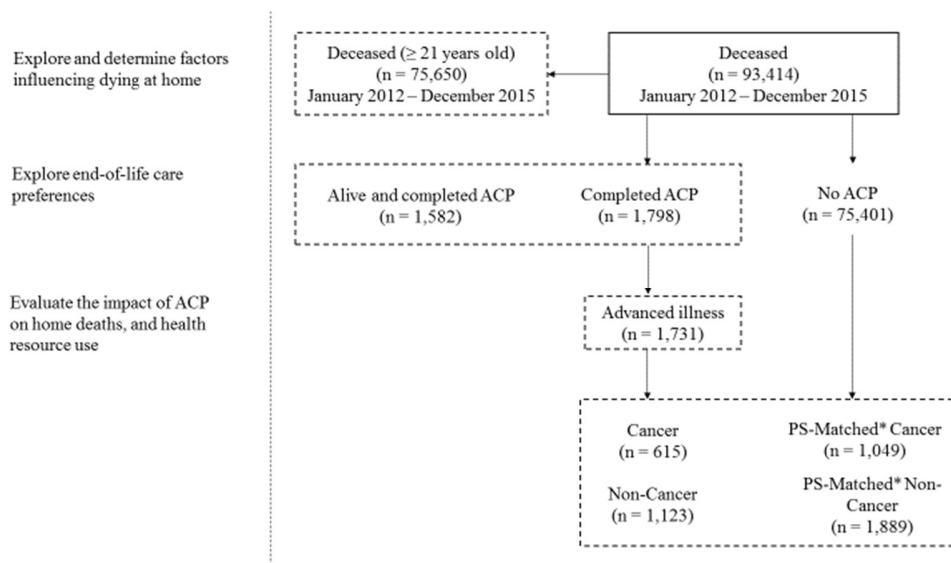 Explore and determine factors
influencing dying at home
Deceased (≥ 21 years old)
(n = 75,650)
January 2012 – December 2015
Deceased
(n = 93,414)
January 2012 – December 2015
Explore end-of-life care
preferences
Alive and completed ACP
(n = 1,582)
Completed ACP
(n = 1,798)
No ACP
(n = 75,401)
Evaluate the impact of ACP
on home deaths, and health
resource use
Advanced illness
(n = 1,731)
Cancer
(n = 615)
PS-Matched* Cancer
(n = 1,049)
Non-Cancer
(n = 1,123)
PS-Matched* Non-
Cancer
(n = 1,889)